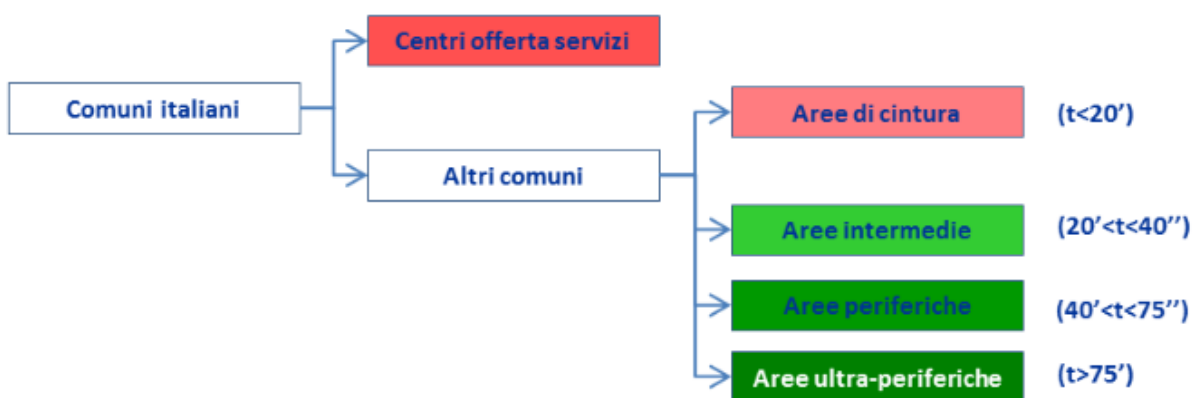 Centri offerta servizi
Comuni italiani
Aree di cintura (t<20’)
Altri comuni
Aree intermedie (20’<t<40’’)
Aree periferiche (40’<t<75’’)
Aree ultra-periferiche (t>75’)